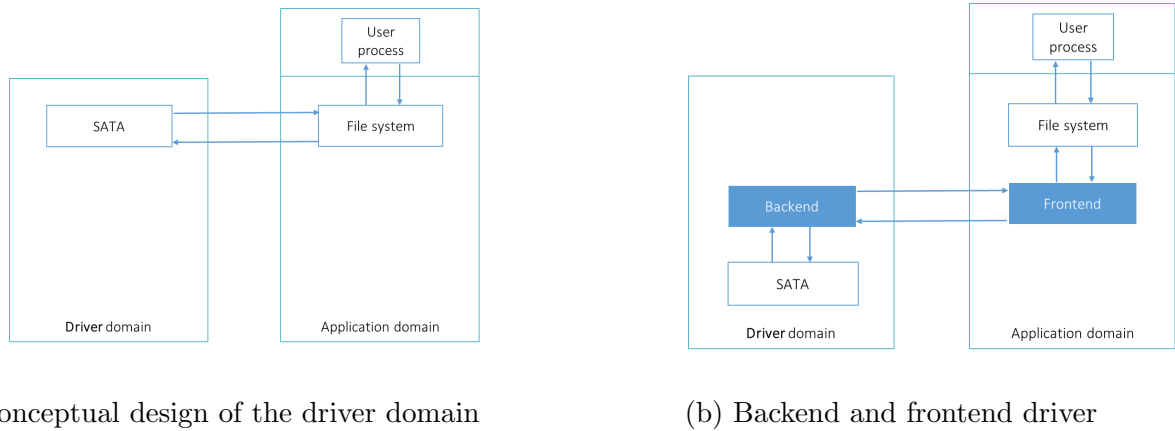 User
process
SATA
File system
Driver domain
Application domain
User
process
File system
Backend
Frontend
SATA
Driver domain
Application domain
onceptual design of the driver domain
(b) Backend and frontend driver